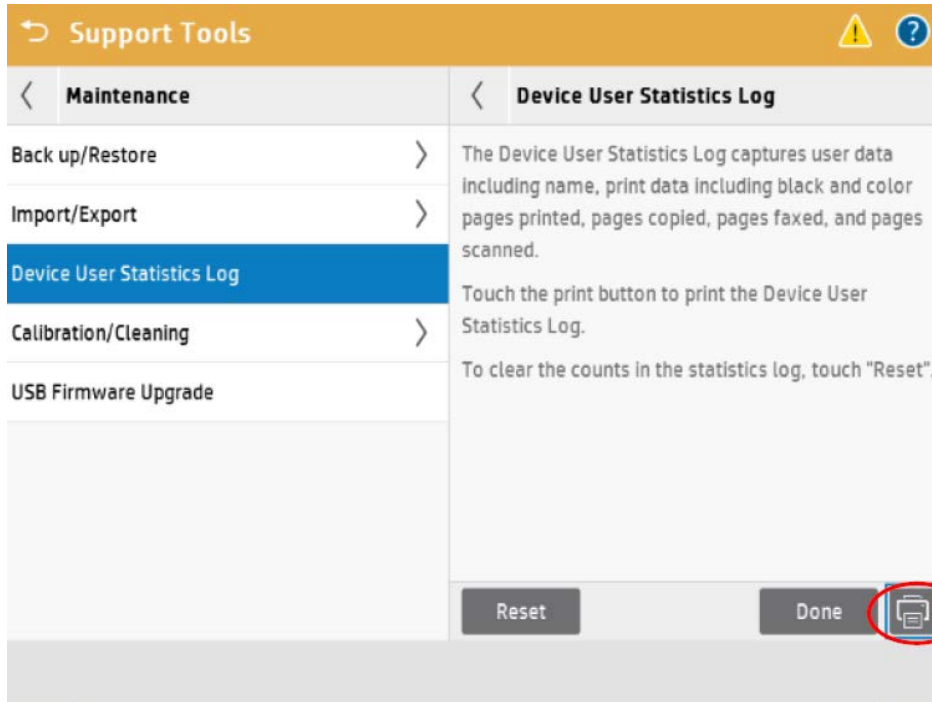 Support Tools
Maintenance
Back up/Restore
Import/Export
Device User Statistics Log
Calibration/Cleaning
USB Firmware Upgrade
Device User Statistics Log
The Device User Statistics Log captures user data
including name, print data including black and color
pages printed, pages copied, pages faxed, and pages
scanned.
Touch the print button to print the Device User
Statistics Log.
To clear the counts in the statistics log, touch "Reset".
Reset
Done